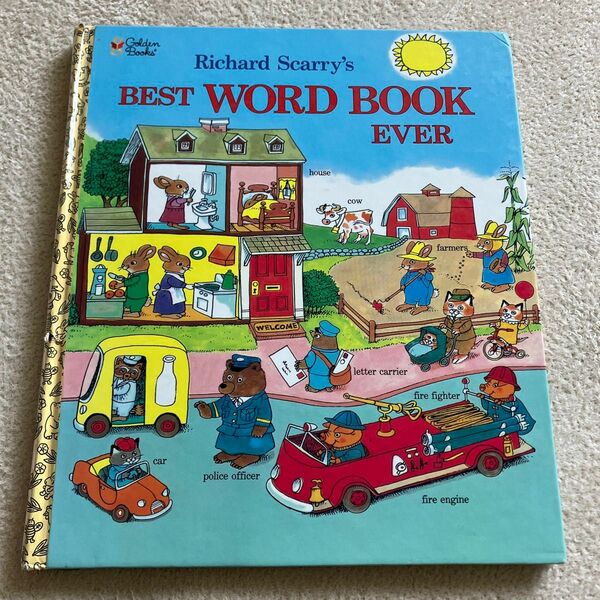 Golden
Books®
Richard Scarry's
BEST WORD BOOK
EVER
house
cow
farmers
WELCOME
letter carrier
fire fighter
car
police officer
fire engine